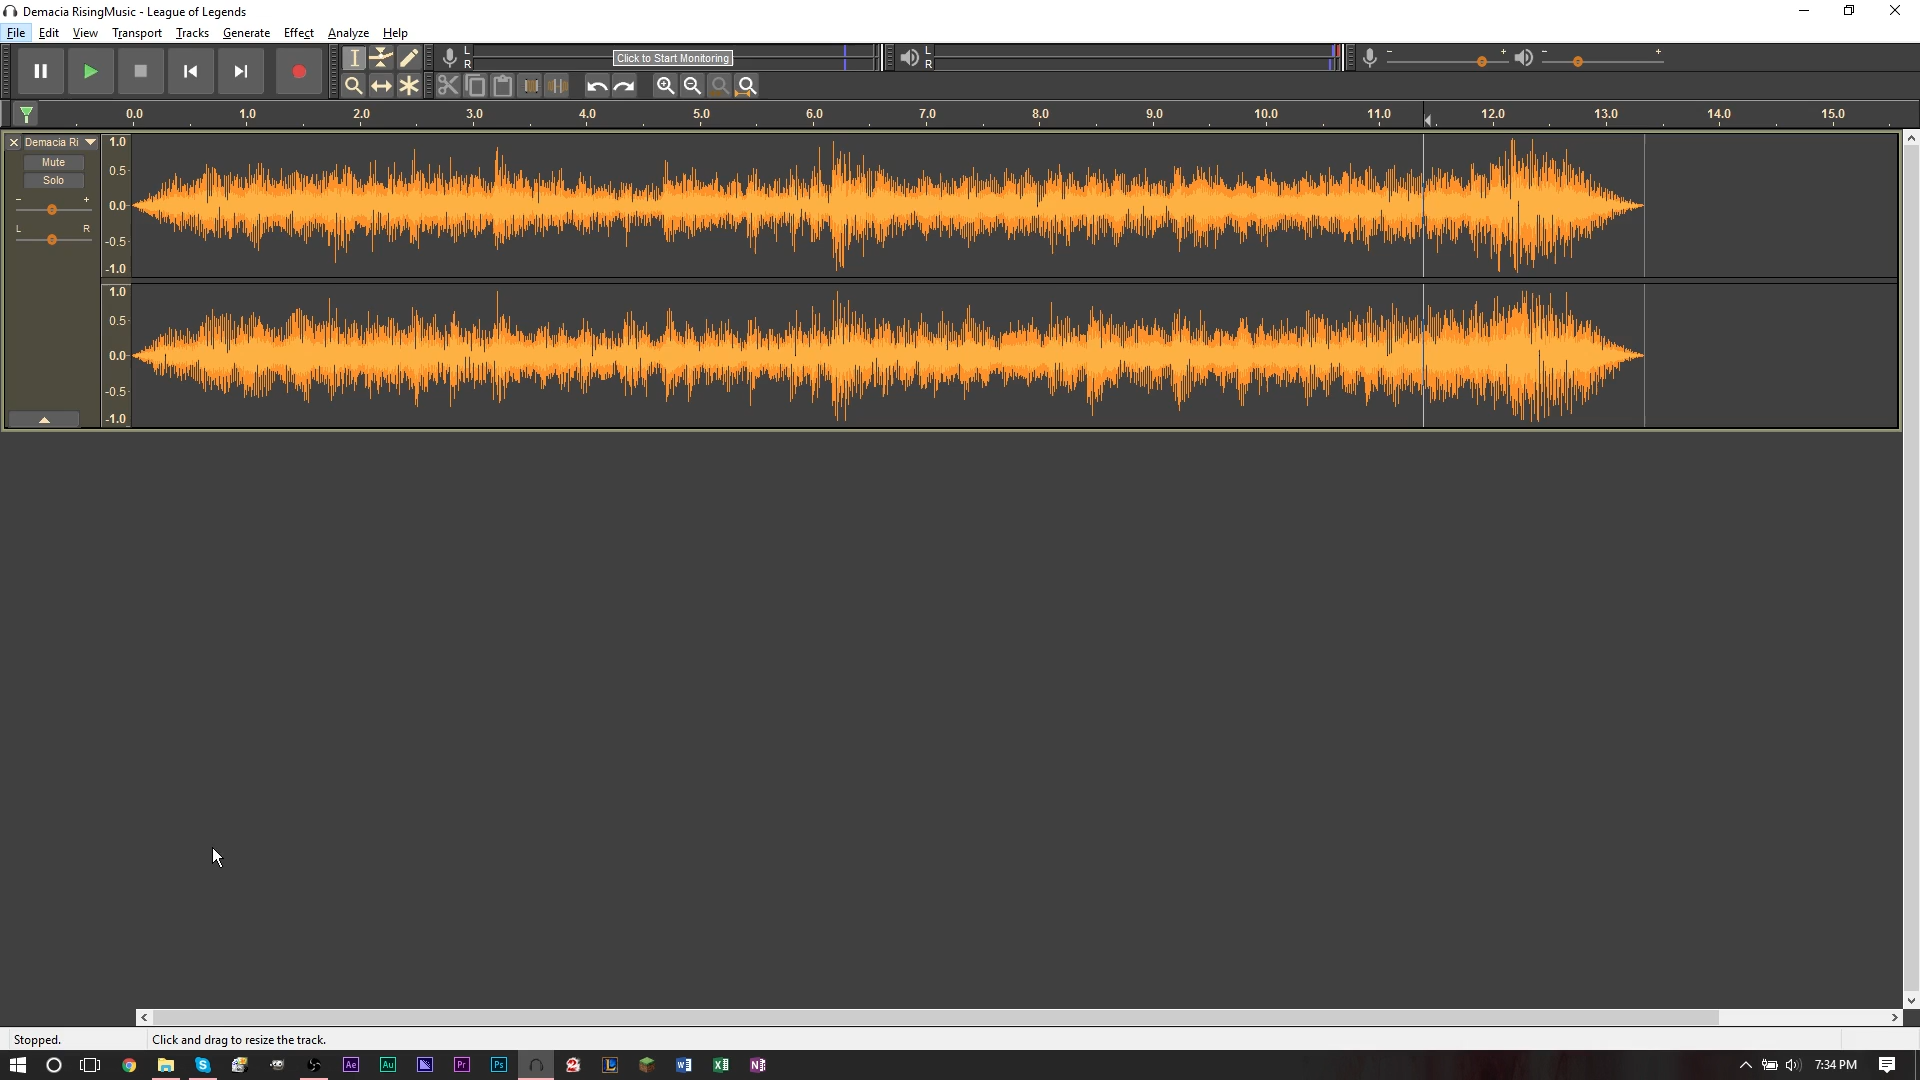 Demacia RisingMusic - League of Legends
File Edit View Transport Tracks Generate Effect Analyze Help
L
R
Click to Start Monitoring
L
R
- + - +
0.0 1.0 2.0 3.0 4.0 5.0 6.0 7.0 8.0 9.0 10.0 11.0 12.0 13.0 14.0 15.0
Demacia Ri
Mute
Solo
- +
L R
1.0
0.5
0.0
-0.5
-1.0
1.0
0.5
0.0
-0.5
-1.0
Stopped. Click and drag to resize the track.
Ae Au Pr Ps 7:34 PM